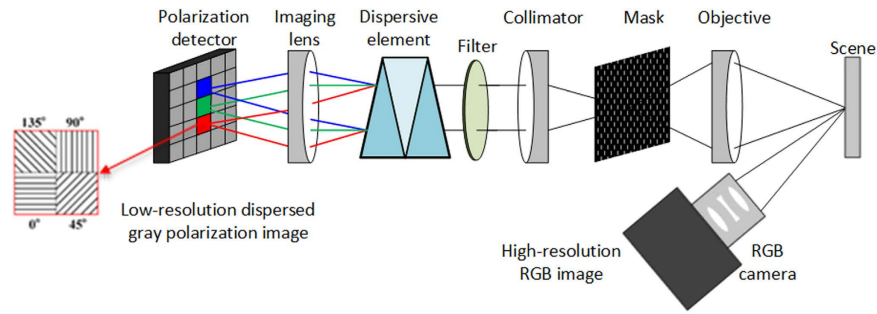 Polarization
detector
Imaging
lens
Dispersive
element
Filter
Collimator
Mask
Objective
Scene
135° 90°
0° 45°
Low-resolution dispersed
gray polarization image
High-resolution
RGB image
RGB
camera